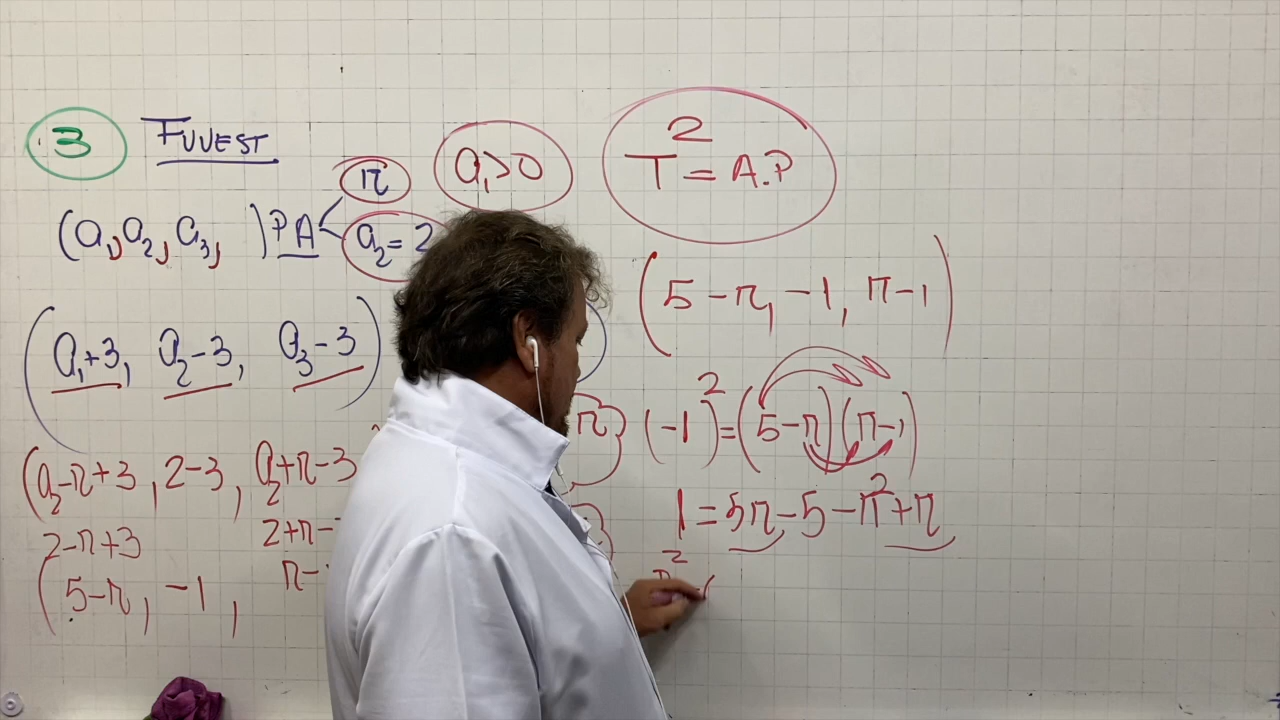 3 FUVEST
(a₁, a₂, a₃, ) PA
r
a₂ = 2
a₁>0
T² = A.P
(a₁+3, a₂-3, a₃-3)
(a₂-r+3, 2-3, a₂+r-3
2-r+3 2+r-
(5-r, -1, r-
(5-r, -1, r-1)
r)
(-1)² = (5-r)(r-1)
1 = 5r-5-r²+r
r²-